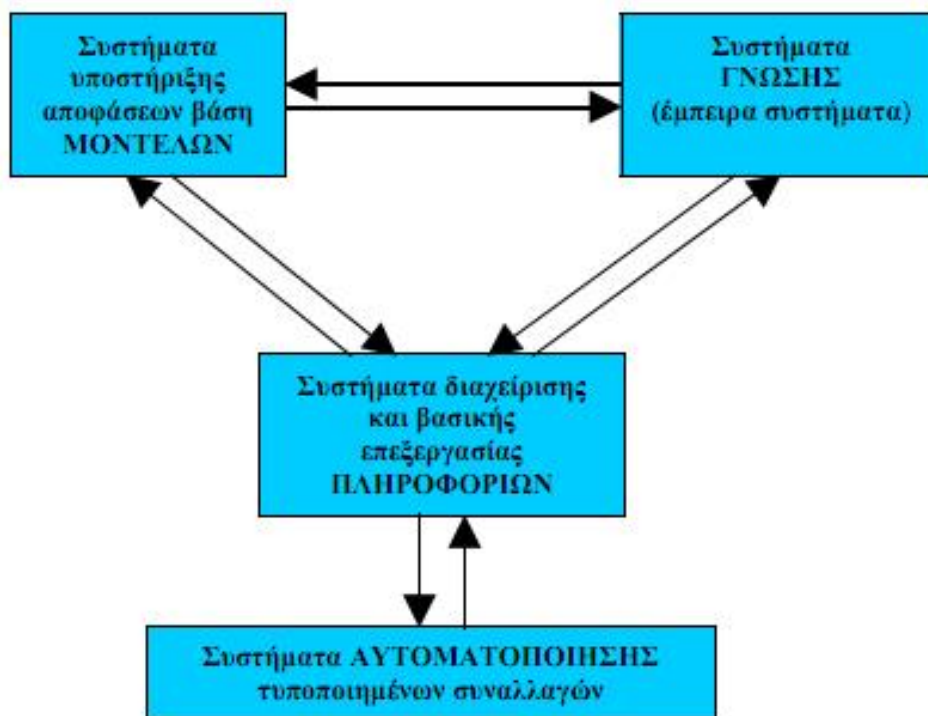 Συστήματα
υποστήριξης
αποφάσεων βάση
ΜΟΝΤΕΛΩΝ
Συστήματα
ΓΝΩΣΗΣ
(έμπειρα συστήματα)
Συστήματα διαχείρισης
και βασικής
επεξεργασίας
ΠΛΗΡΟΦΟΡΙΩΝ
Συστήματα ΑΥΤΟΜΑΤΟΠΟΙΗΣΗΣ
τυποποιημένων συναλλαγών